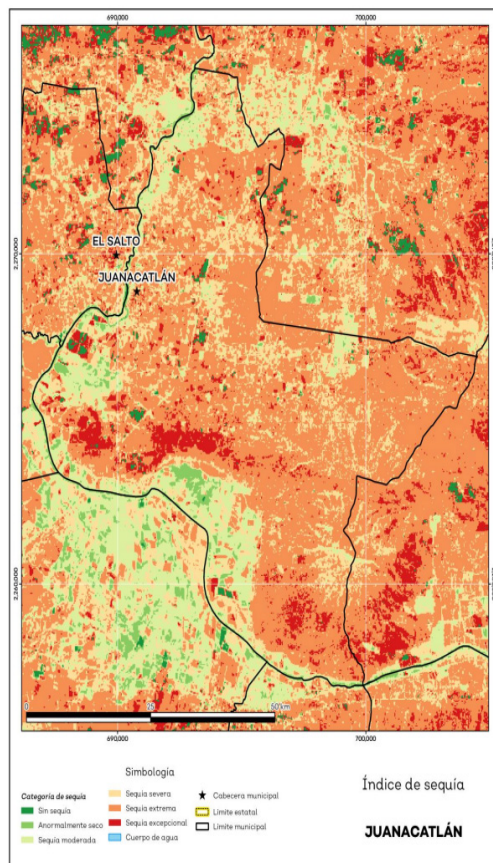 690,000 700,000
EL SALTO
2,270,000
JUANACATLÁN
2,260,000
0 25 50 km
690,000 700,000
Simbología
Categoría de sequía
Sin sequía
Anormalmente seco
Sequía moderada
Sequía severa
Sequía extrema
Sequía excepcional
Cuerpo de agua
Cabecera municipal
Límite estatal
Límite municipal
Índice de sequía
JUANACATLÁN